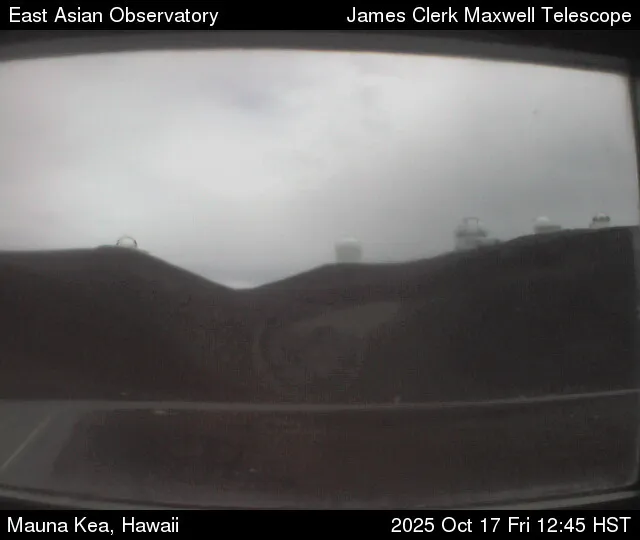 East Asian Observatory
James Clerk Maxwell Telescope
Mauna Kea, Hawaii
2025 Oct 17 Fri 12:45 HST